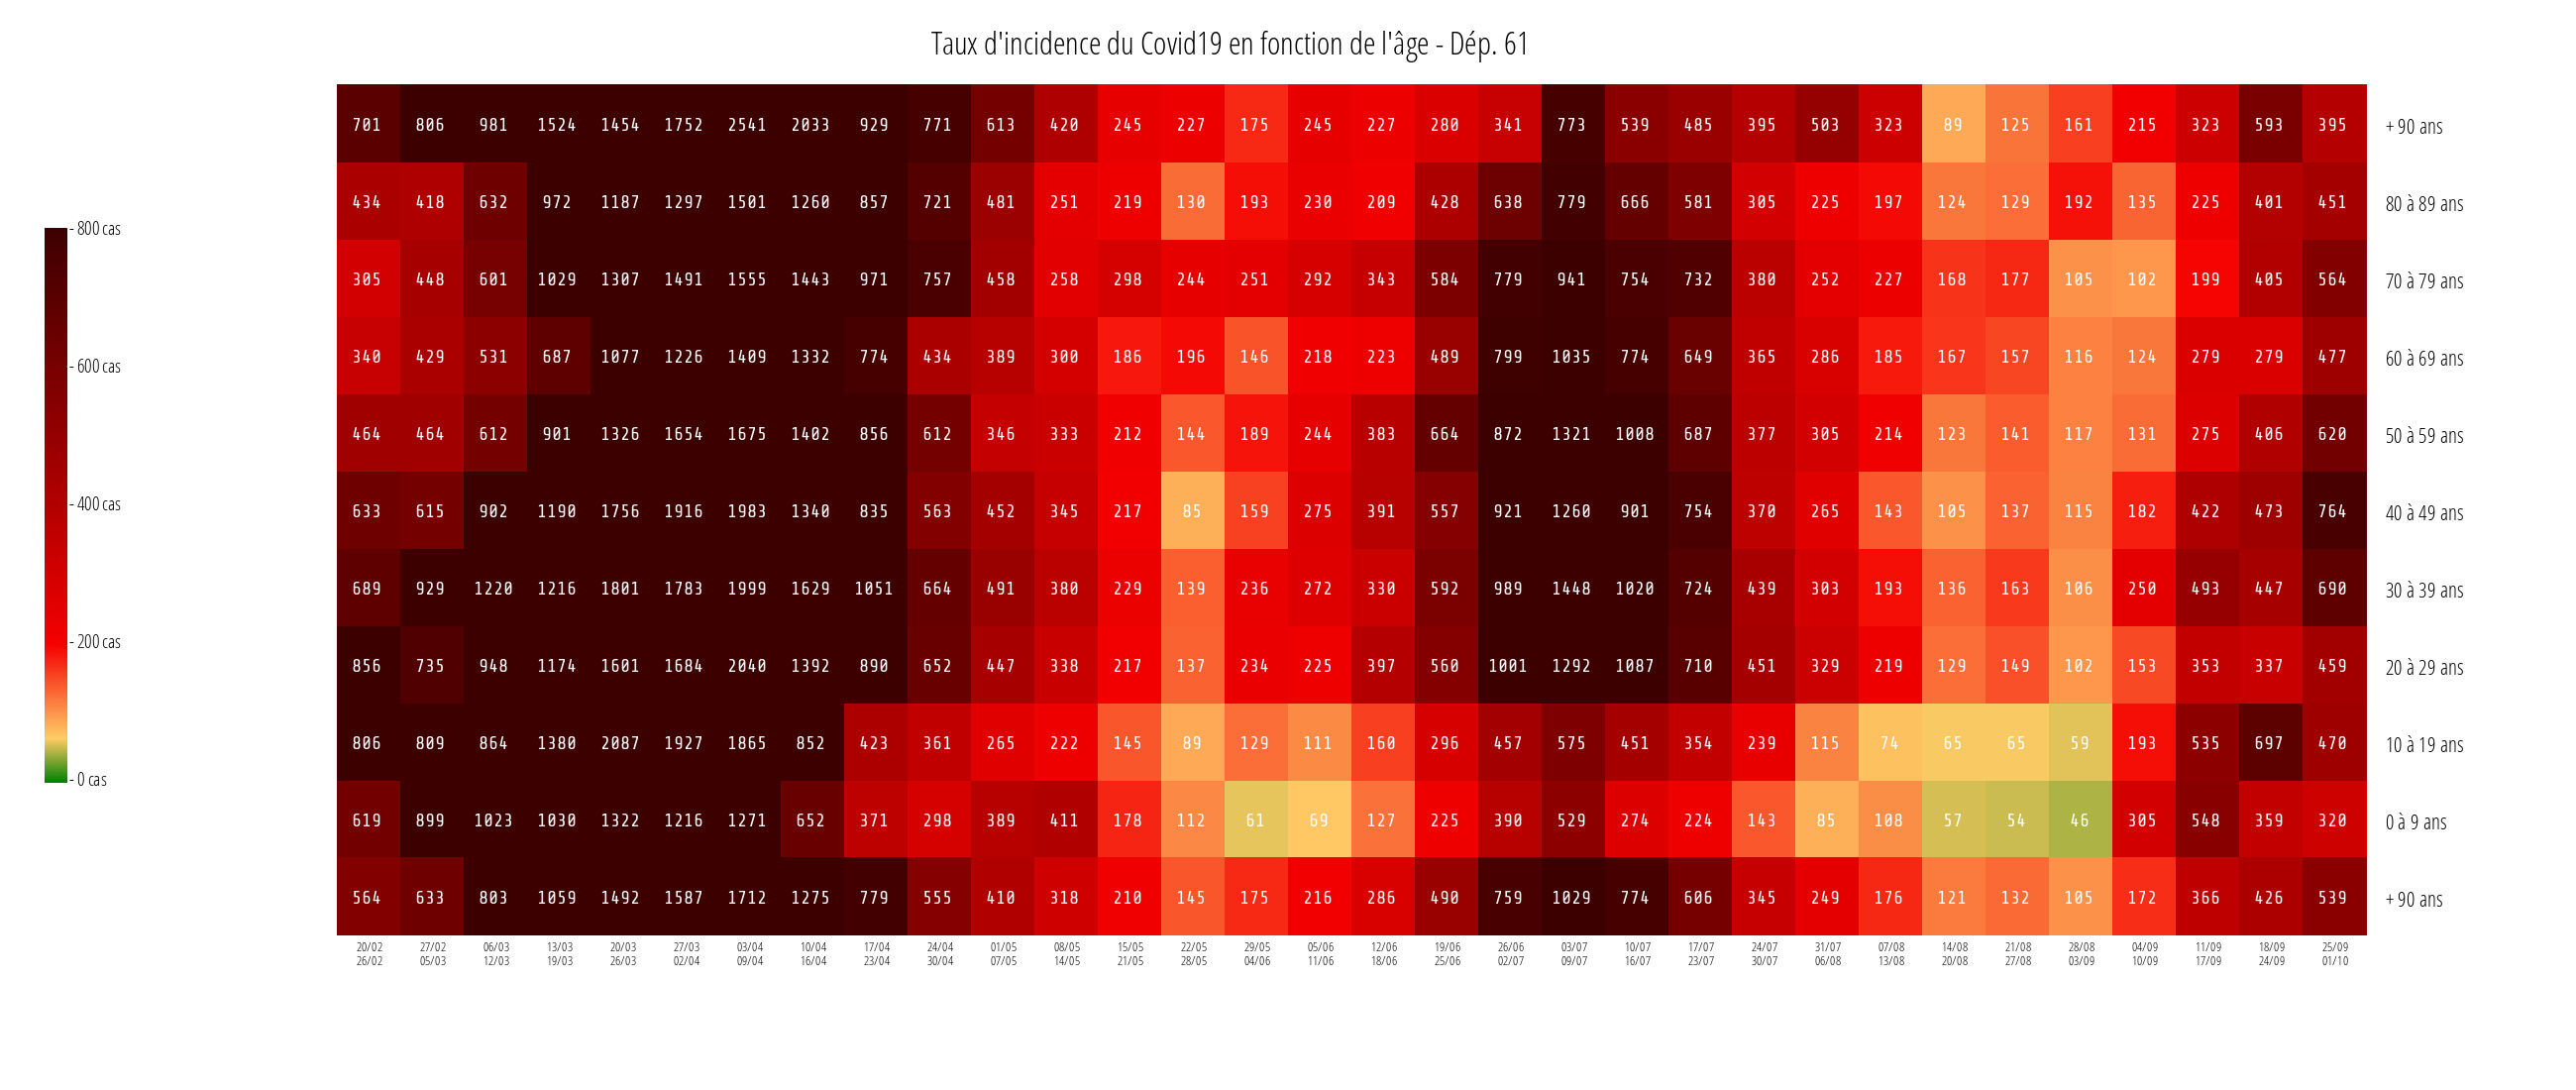 Taux d'incidence du Covid19 en fonction de l'âge - Dép. 61
- 800 cas
- 600 cas
- 400 cas
- 200 cas
- 0 cas
701 806 981 1524 1454 1752 2541 2033 929 771 613 420 245 227 175 245 227 280 341 773 539 485 395 503 323 89 125 161 215 323 593 395 + 90 ans
434 418 632 972 1187 1297 1501 1260 857 721 481 251 219 130 193 230 209 428 638 779 666 581 305 225 197 124 129 192 135 225 401 451 80 à 89 ans
305 448 601 1029 1307 1491 1555 1443 971 757 458 258 298 244 251 292 343 584 779 941 754 732 380 252 227 168 177 105 102 199 405 564 70 à 79 ans
340 429 531 687 1077 1226 1409 1332 774 434 389 300 186 196 146 218 223 489 799 1035 774 649 365 286 185 167 157 116 124 279 279 477 60 à 69 ans
464 464 612 901 1326 1654 1675 1402 856 612 346 333 212 144 189 244 383 664 872 1321 1008 687 377 305 214 123 141 117 131 275 406 620 50 à 59 ans
633 615 902 1190 1756 1916 1983 1340 835 563 452 345 217 85 159 275 391 557 921 1260 901 754 370 265 143 105 137 115 182 422 473 764 40 à 49 ans
689 929 1220 1216 1801 1783 1999 1629 1051 664 491 380 229 139 236 272 330 592 989 1448 1020 724 439 303 193 136 163 106 250 493 447 690 30 à 39 ans
856 735 948 1174 1601 1684 2040 1392 890 652 447 338 217 137 234 225 397 560 1001 1292 1087 710 451 329 219 129 149 102 153 353 337 459 20 à 29 ans
806 809 864 1380 2087 1927 1865 852 423 361 265 222 145 89 129 111 160 296 457 575 451 354 239 115 74 65 65 59 193 535 697 470 10 à 19 ans
619 899 1023 1030 1322 1216 1271 652 371 298 389 411 178 112 61 69 127 225 390 529 274 224 143 85 108 57 54 46 305 548 359 320 0 à 9 ans
564 633 803 1059 1492 1587 1712 1275 779 555 410 318 210 145 175 216 286 490 759 1029 774 606 345 249 176 121 132 105 172 366 426 539 + 90 ans
20/02 27/02 06/03 13/03 20/03 27/03 03/04 10/04 17/04 24/04 01/05 08/05 15/05 22/05 29/05 05/06 12/06 19/06 26/06 03/07 10/07 17/07 24/07 31/07 07/08 14/08 21/08 28/08 04/09 11/09 18/09 25/09
26/02 05/03 12/03 19/03 26/03 02/04 09/04 16/04 23/04 30/04 07/05 14/05 21/05 28/05 04/06 11/06 18/06 25/06 02/07 09/07 16/07 23/07 30/07 06/08 13/08 20/08 27/08 03/09 10/09 17/09 24/09 01/10